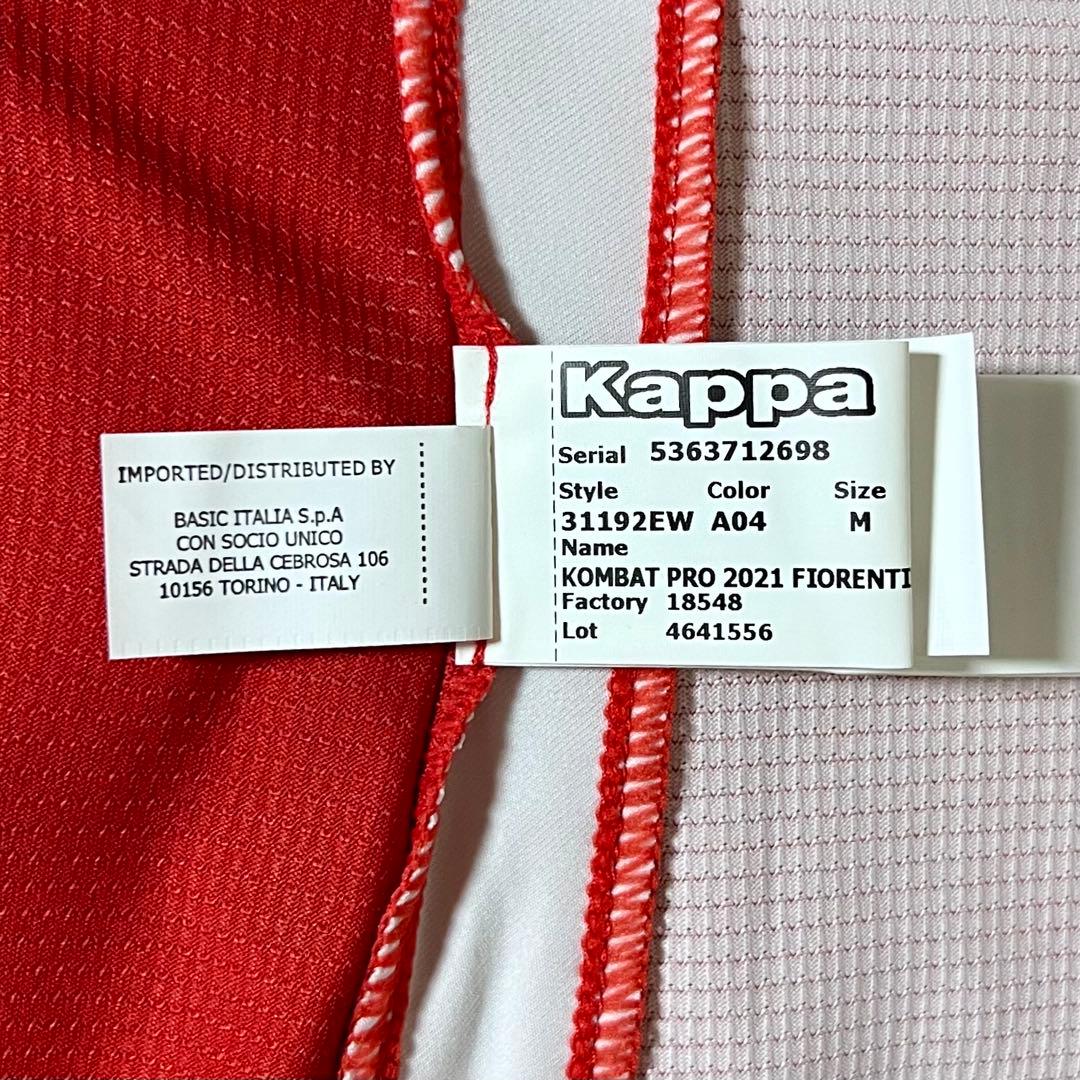 IMPORTED/DISTRIBUTED BY
BASIC ITALIA S.p.A
CON SOCIO UNICO
STRADA DELLA CEBROSA 106
10156 TORINO - ITALY
Kappa
Serial 5363712698
Style Color Size
31192EW A04 M
Name
KOMBAT PRO 2021 FIORENTI
Factory 18548
Lot 4641556